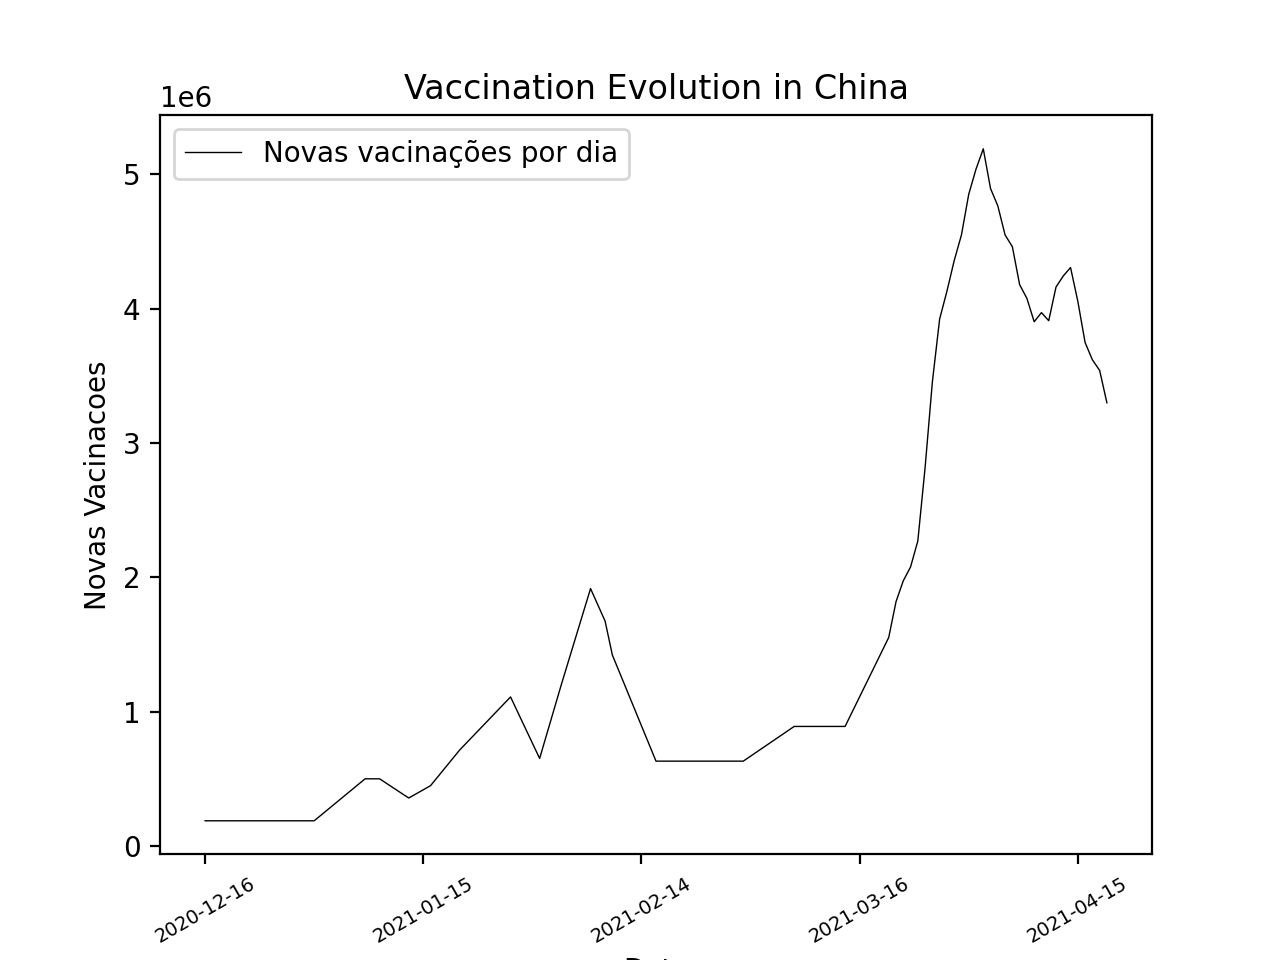 Vaccination Evolution in China
1e6
Novas vacinações por dia
5
4
3
2
1
0
Novas Vacinacoes
2020-12-16
2021-01-15
2021-02-14
2021-03-16
2021-04-15